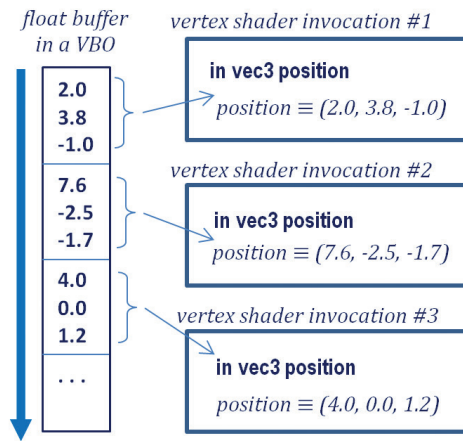 float buffer
in a VBO
2.0
3.8
-1.0
7.6
-2.5
-1.7
4.0
0.0
1.2
. . .
vertex shader invocation #1
in vec3 position
position ≡ (2.0, 3.8, -1.0)
vertex shader invocation #2
in vec3 position
position ≡ (7.6, -2.5, -1.7)
vertex shader invocation #3
in vec3 position
position ≡ (4.0, 0.0, 1.2)